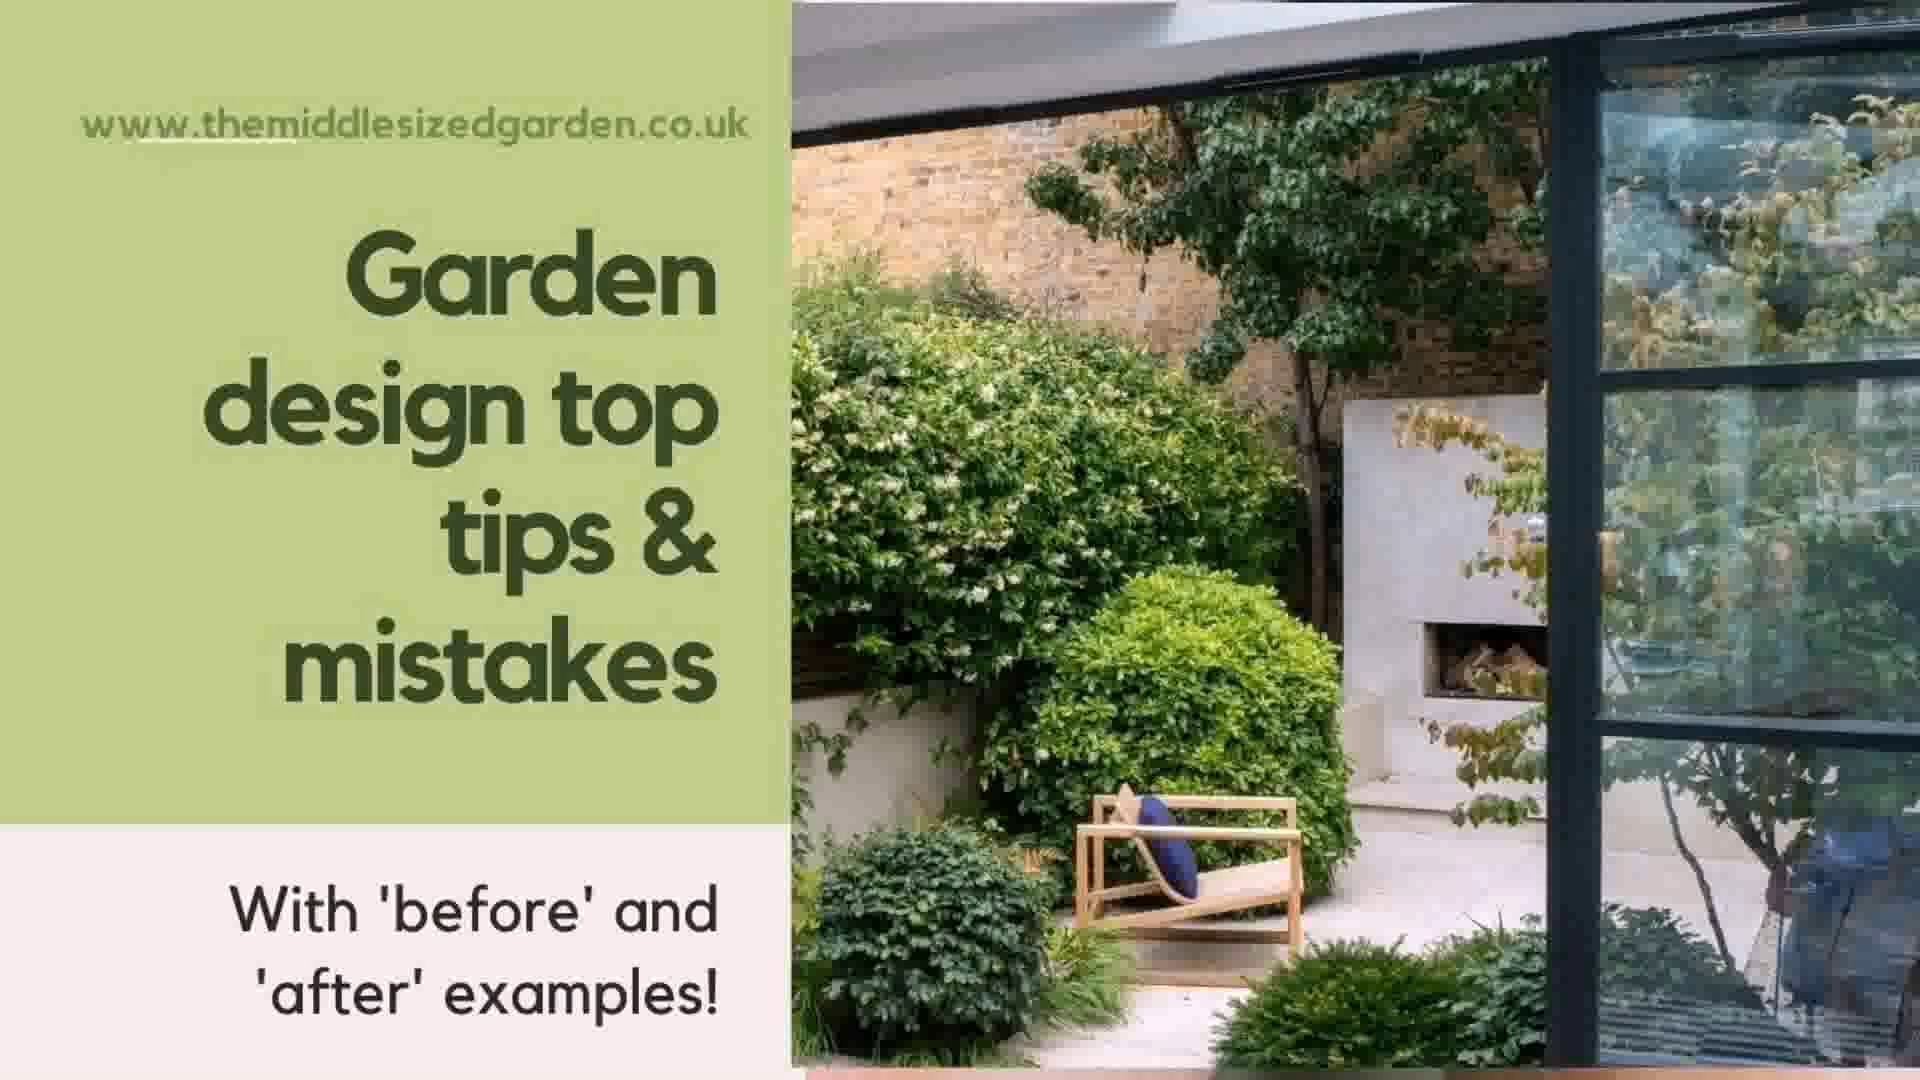 www.themiddlesizedgarden.co.uk
Garden
design top
tips &
mistakes
With 'before' and
'after' examples!